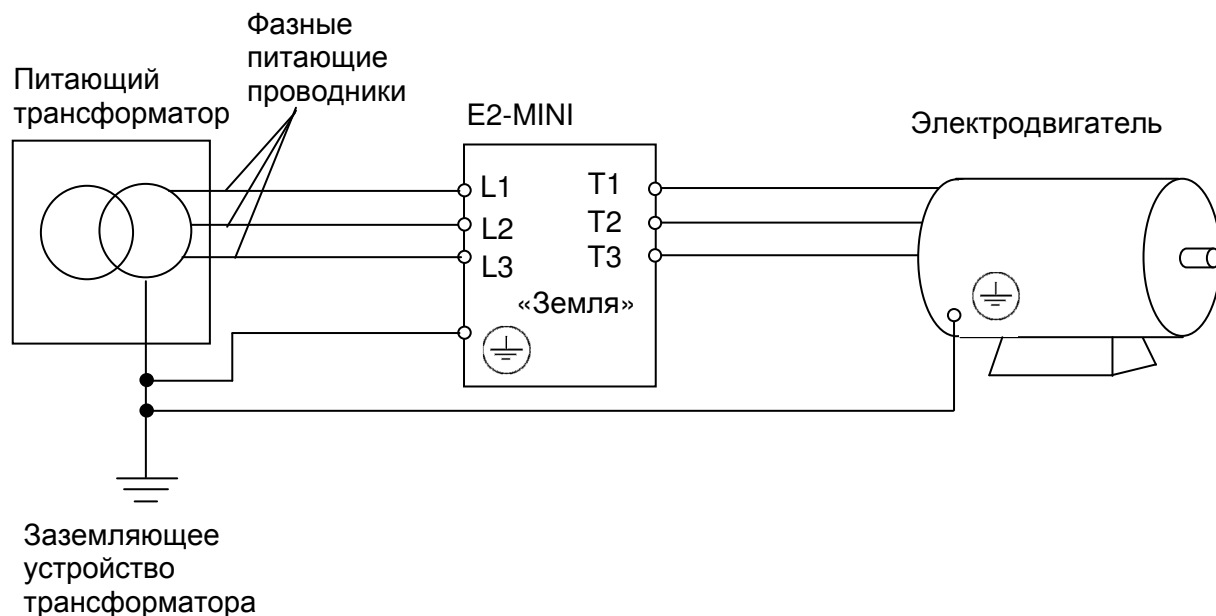 Фазные
питающие
проводники
Питающий
трансформатор
E2-MINI
Электродвигатель
L1
T1
L2
T2
L3
T3
«Земля»
Заземляющее
устройство
трансформатора